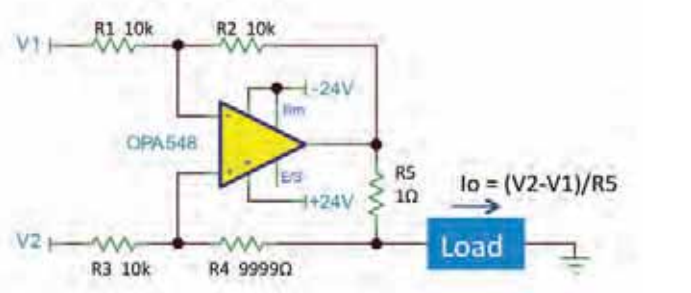 V1
R1 10k
R2 10k
-24V
Ilim
OPA548
E/S
+24V
R5
1Ω
Io = (V2-V1)/R5
V2
R3 10k
R4 9999Ω
Load